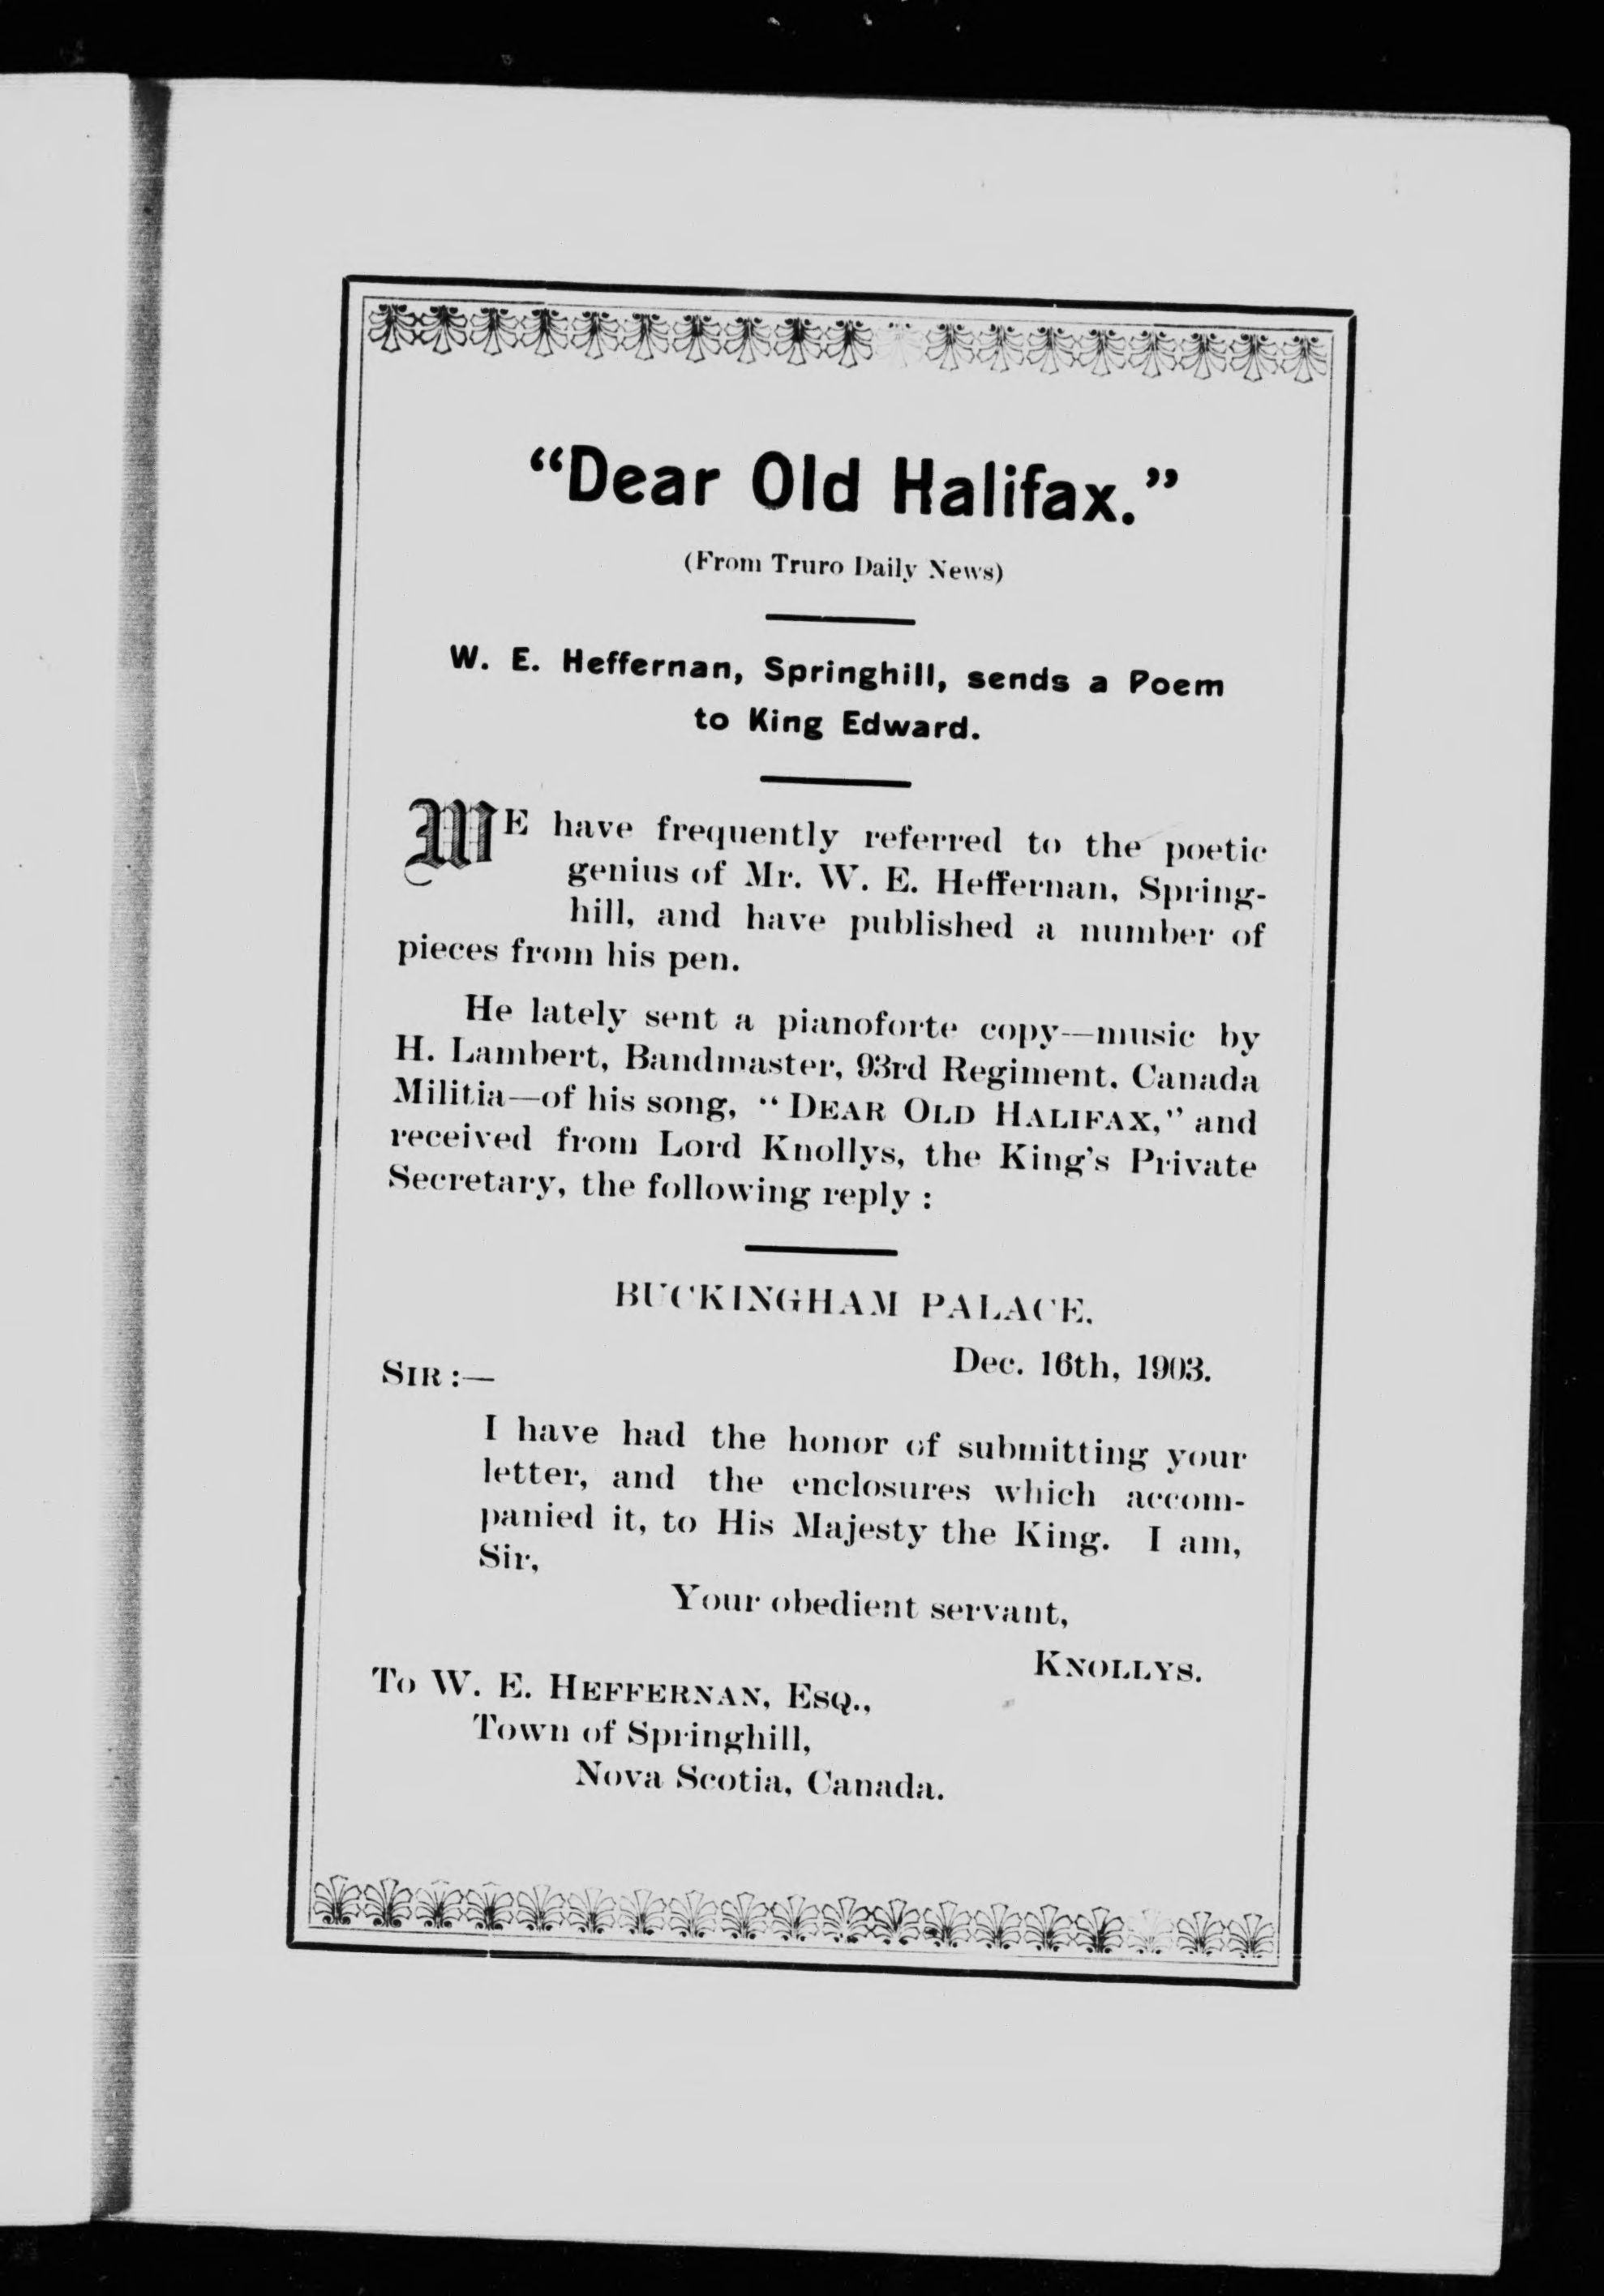 “Dear Old Halifax.”
(From Truro Daily News)
W. E. Heffernan, Springhill, sends a Poem
to King Edward.
WE have frequently referred to the poetic
genius of Mr. W. E. Heffernan, Spring-
hill, and have published a number of
pieces from his pen.
He lately sent a pianoforte copy—music by
H. Lambert, Bandmaster, 93rd Regiment. Canada
Militia—of his song, “DEAR OLD HALIFAX,” and
received from Lord Knollys, the King’s Private
Secretary, the following reply :
BUCKINGHAM PALACE.
Dec. 16th, 1903.
SIR :—
I have had the honor of submitting your
letter, and the enclosures which accom-
panied it, to His Majesty the King. I am,
Sir,
Your obedient servant,
KNOLLYS.
To W. E. HEFFERNAN, ESQ.,
Town of Springhill,
Nova Scotia, Canada.